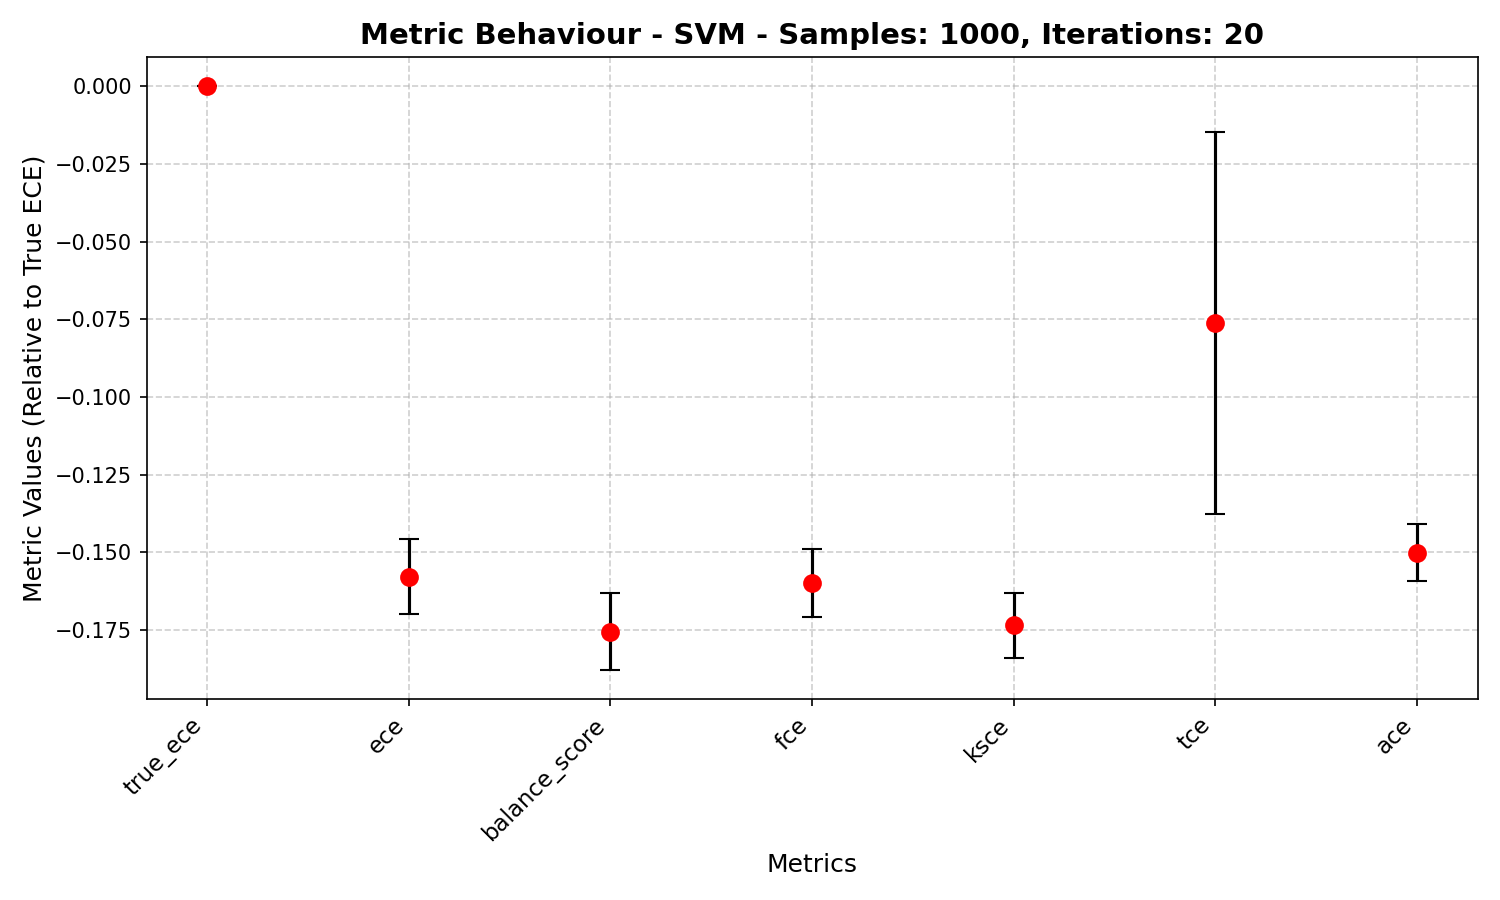 Metric Behaviour - SVM - Samples: 1000, Iterations: 20
Metric Values (Relative to True ECE)
0.000
−0.025
−0.050
−0.075
−0.100
−0.125
−0.150
−0.175
true_ece
ece
balance_score
fce
ksce
tce
ace
Metrics